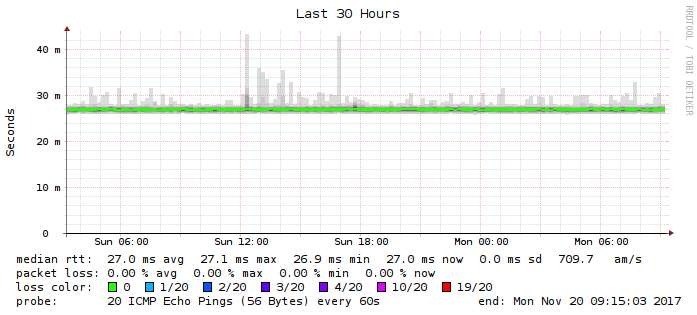 Last 30 Hours
RRDTOOL / TOBI OETIKER
Seconds
40 m
30 m
20 m
10 m
0
Sun 06:00 Sun 12:00 Sun 18:00 Mon 00:00 Mon 06:00
median rtt: 27.0 ms avg 27.1 ms max 26.9 ms min 27.0 ms now 0.0 ms sd 709.7 am/s
packet loss: 0.00 % avg 0.00 % max 0.00 % min 0.00 % now
loss color: 0 1/20 2/20 3/20 4/20 10/20 19/20
probe: 20 ICMP Echo Pings (56 Bytes) every 60s end: Mon Nov 20 09:15:03 2017